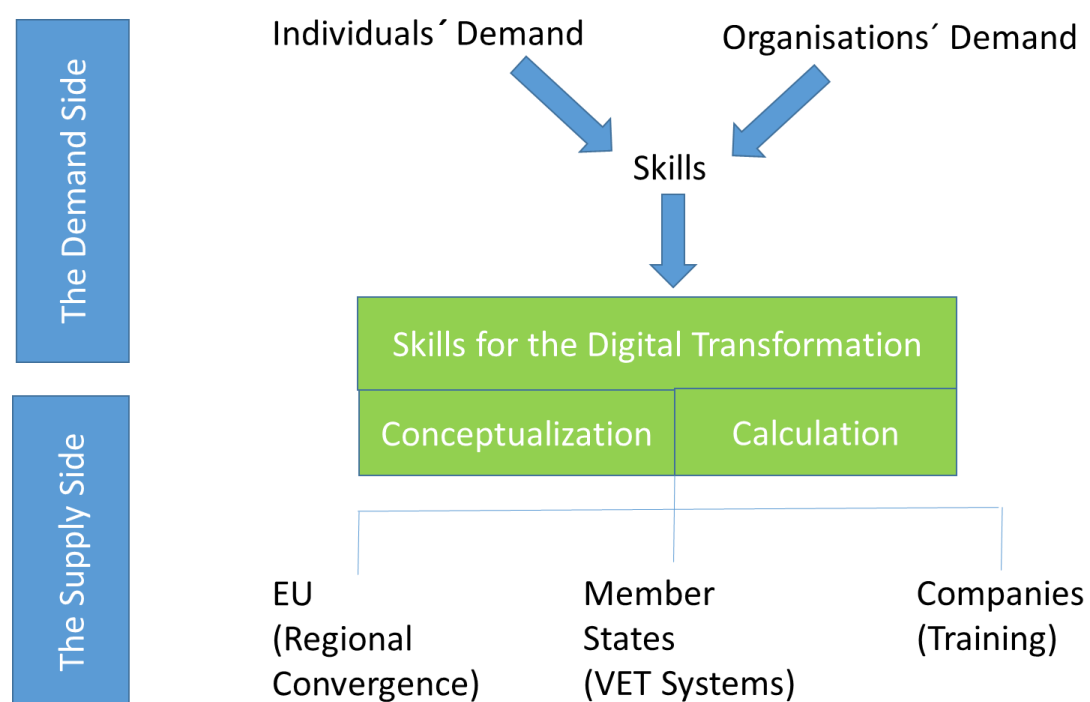 The Demand Side
Individuals´ Demand
Organisations´ Demand
Skills
Skills for the Digital Transformation
Conceptualization
Calculation
The Supply Side
EU
(Regional
Convergence)
Member
States
(VET Systems)
Companies
(Training)